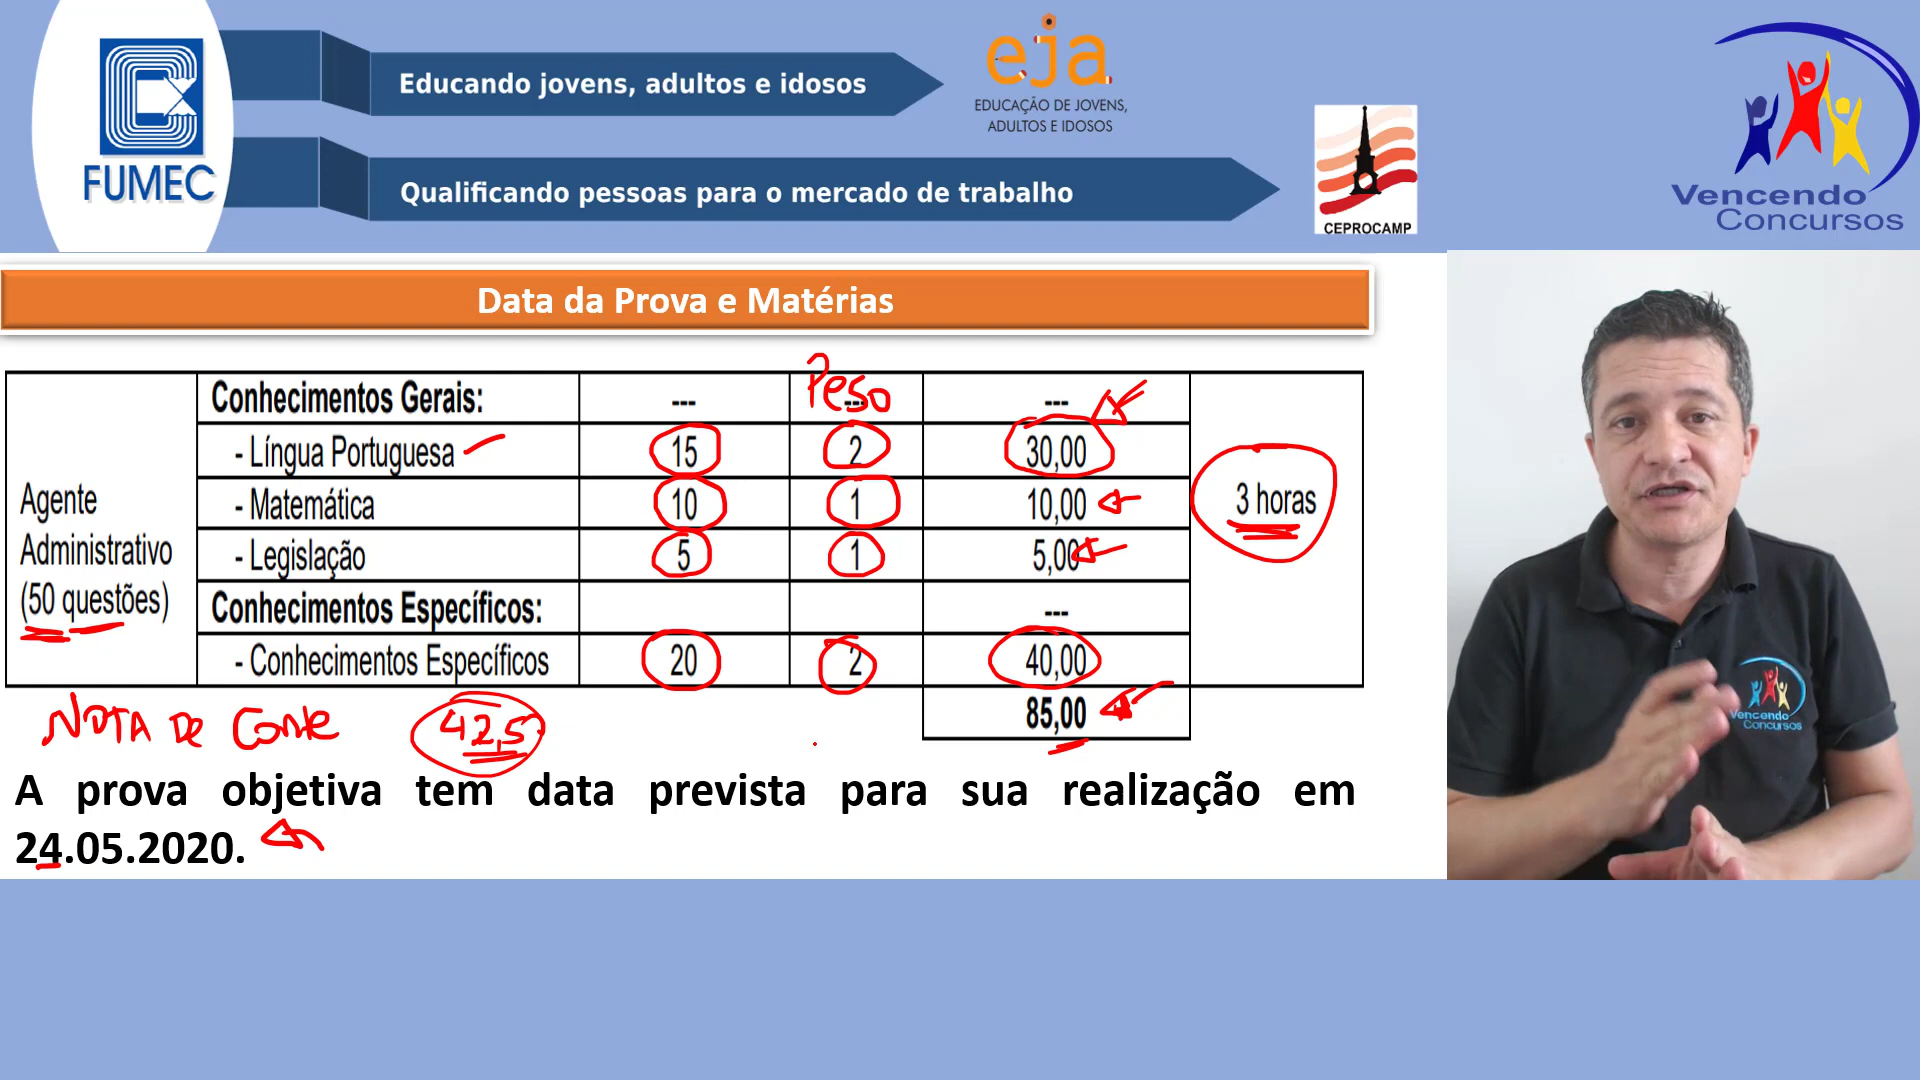 FUMEC
Educando jovens, adultos e idosos
Qualificando pessoas para o mercado de trabalho
eja
EDUCAÇÃO DE JOVENS,
ADULTOS E IDOSOS
CEPROCAMP
Vencendo
Concursos
Data da Prova e Matérias
Peso
Agente
Administrativo
(50 questões)
Conhecimentos Gerais: --- --- ---
- Língua Portuguesa 15 2 30,00
- Matemática 10 1 10,00
- Legislação 5 1 5,00
Conhecimentos Específicos: ---
- Conhecimentos Específicos 20 2 40,00
85,00
3 horas
NOTA DE Corte 42,5
A prova objetiva tem data prevista para sua realização em
24.05.2020.
Vencendo
Concursos